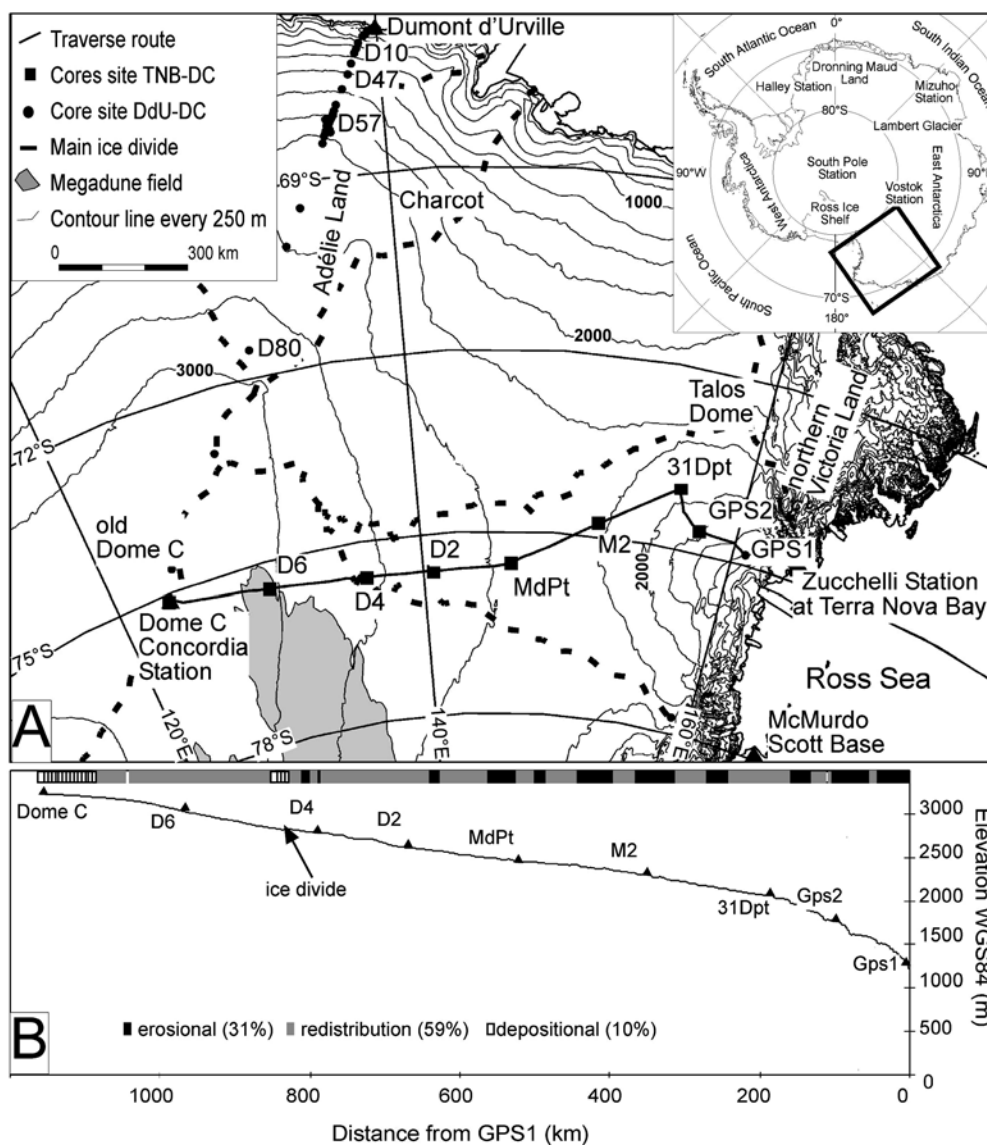 Traverse route
Cores site TNB-DC
Core site DdU-DC
Main ice divide
Megadune field
Contour line every 250 m
0 300 km
Dumont d'Urville
D10
D47
D57
69°S
Adélie Land
Charcot
1000
2000
D80
3000
72°S
Talos
Dome
northern
Victoria Land
31Dpt
GPS2
GPS1
M2
2000
MdPt
D2
D4
D6
old
Dome C
Dome C
Concordia
Station
Zucchelli Station
at Terra Nova Bay
Ross Sea
McMurdo
Scott Base
75°S
78°S
120°E
140°E
160°E
A
0°
South Atlantic Ocean
South Indian Ocean
Dronning Maud
Land
Halley Station
Mizuho
Station
80°S
Lambert Glacier
90°W
West Antarctica
South Pole
Station
East Antarctica
90°E
Vostok
Station
Ross Ice
Shelf
South Pacific Ocean
70°S
180°
Dome C
D6
D4
D2
MdPt
M2
31Dpt
Gps2
Gps1
ice divide
erosional (31%) redistribution (59%) depositional (10%)
B
3000
2500
2000
1500
1000
500
0
Elevation WGS84 (m)
1000 800 600 400 200 0
Distance from GPS1 (km)